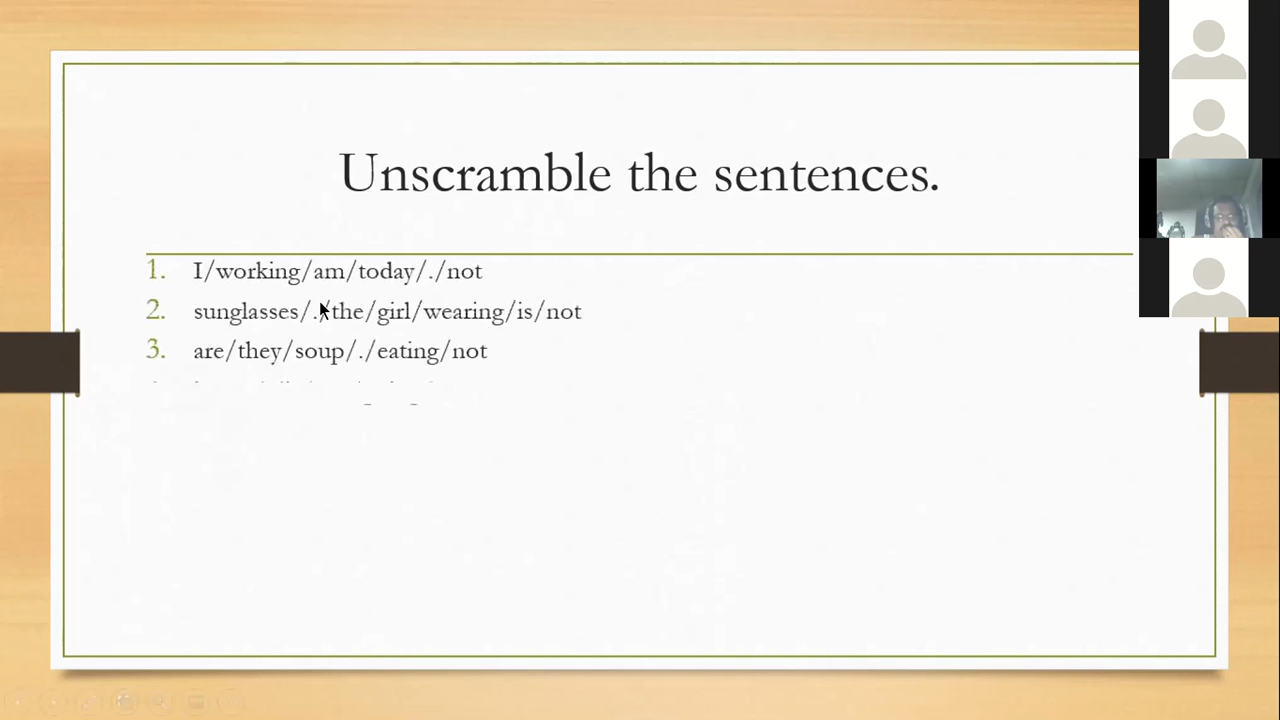 Unscramble the sentences.
1. I/working/am/today/./not
2. sunglasses/./the/girl/wearing/is/not
3. are/they/soup/./eating/not